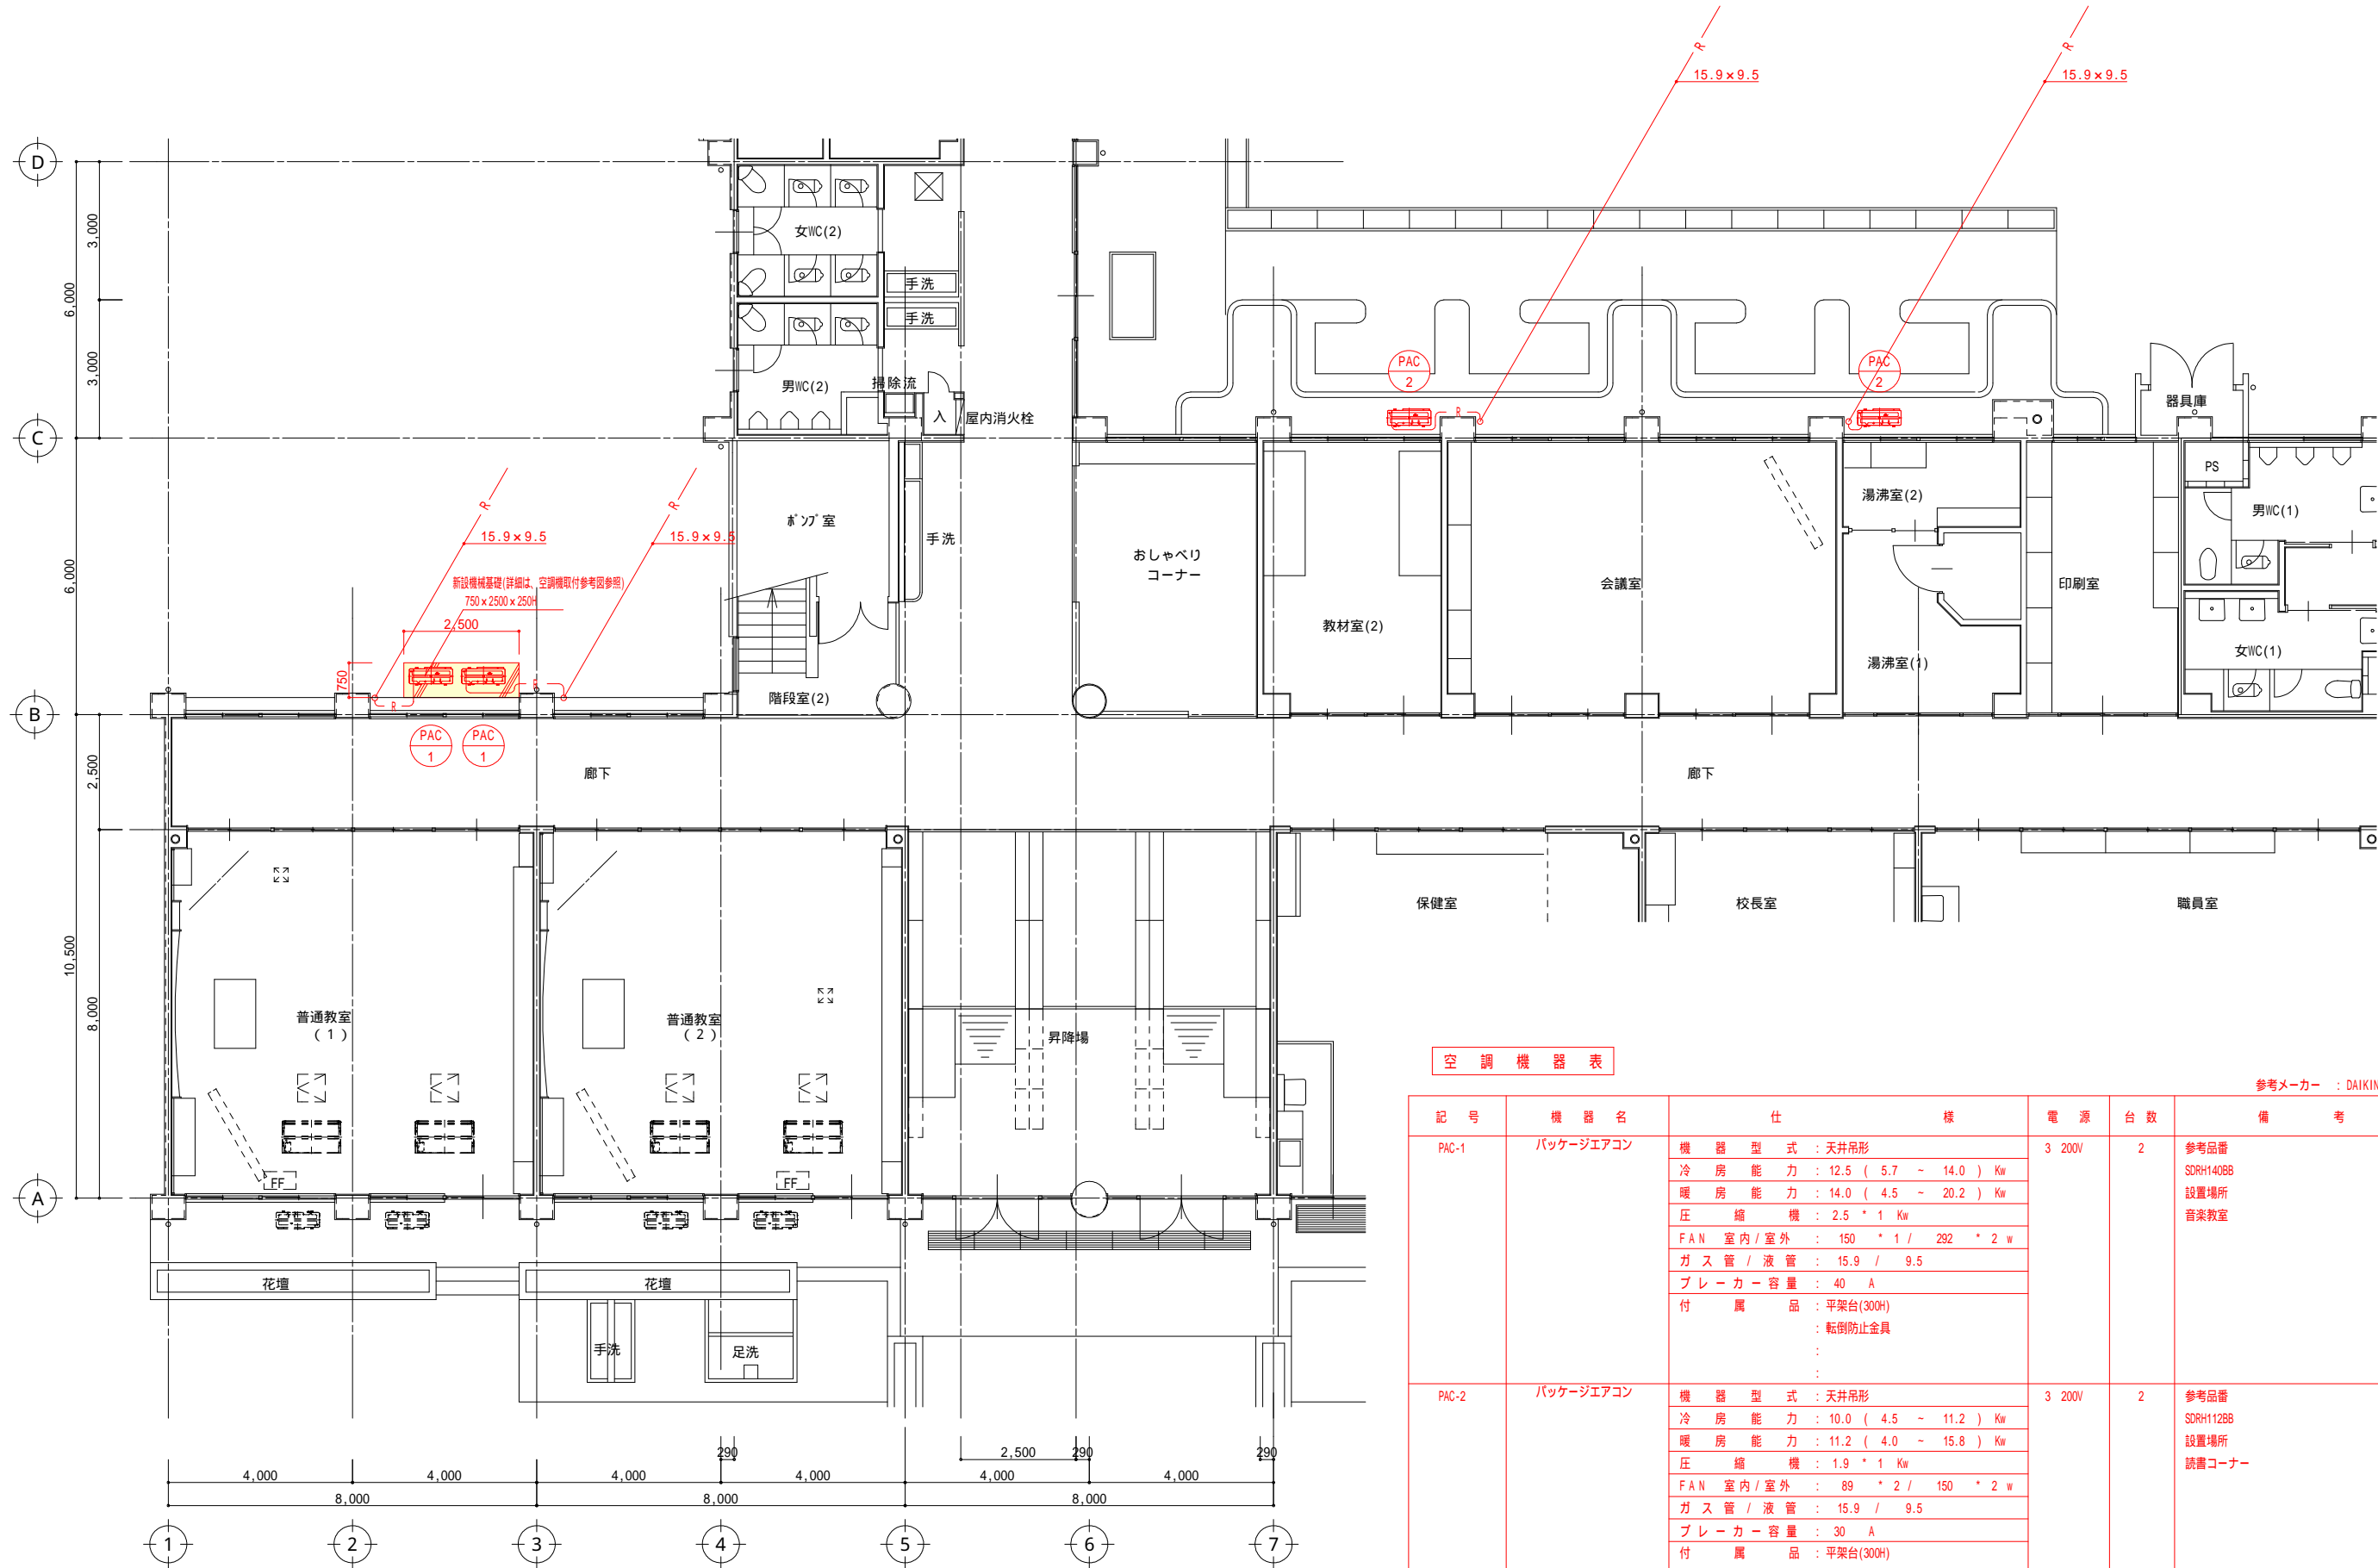 R
15.9×9.5
R
15.9×9.5
D
3,000
6,000
3,000
女WC(2)
手洗
手洗
男WC(2)
掃除流
入
屋内消火栓
PAC
2
PAC
2
R
器具庫
C
R
15.9×9.5
R
15.9×9.5
新設機械基礎(詳細は、空調機取付参考図参照)
750×2500×250H
2,500
750
R
R
6,000
ポンプ室
手洗
階段室(2)
おしゃべり
コーナー
教材室(2)
会議室
湯沸室(2)
湯沸室(1)
印刷室
PS
男WC(1)
女WC(1)
B
PAC
1
PAC
1
2,500
廊下
廊下
10,500
8,000
普通教室
(1)
普通教室
(2)
昇降場
保健室
校長室
職員室
FF
FF
A
花壇
花壇
手洗
足洗
290
2,500
290
290
4,000
4,000
4,000
4,000
4,000
4,000
8,000
8,000
8,000
1
2
3
4
5
6
7
空調機器表
参考メーカー : DAIKIN
記号 機器名 仕様 電源 台数 備考
PAC-1 パッケージエアコン 機器型式 : 天井吊形 3 200V 2 参考品番
冷房能力 : 12.5 ( 5.7 ~ 14.0 ) Kw SDRH140BB
暖房能力 : 14.0 ( 4.5 ~ 20.2 ) Kw 設置場所
圧縮機 : 2.5 * 1 Kw 音楽教室
FAN 室内/室外 : 150 * 1 / 292 * 2 w
ガス管/液管 : 15.9 / 9.5
ブレーカー容量 : 40 A
付属品 : 平架台(300H)
: 転倒防止金具
:
:
PAC-2 パッケージエアコン 機器型式 : 天井吊形 3 200V 2 参考品番
冷房能力 : 10.0 ( 4.5 ~ 11.2 ) Kw SDRH112BB
暖房能力 : 11.2 ( 4.0 ~ 15.8 ) Kw 設置場所
圧縮機 : 1.9 * 1 Kw 読書コーナー
FAN 室内/室外 : 89 * 2 / 150 * 2 w
ガス管/液管 : 15.9 / 9.5
ブレーカー容量 : 30 A
付属品 : 平架台(300H)